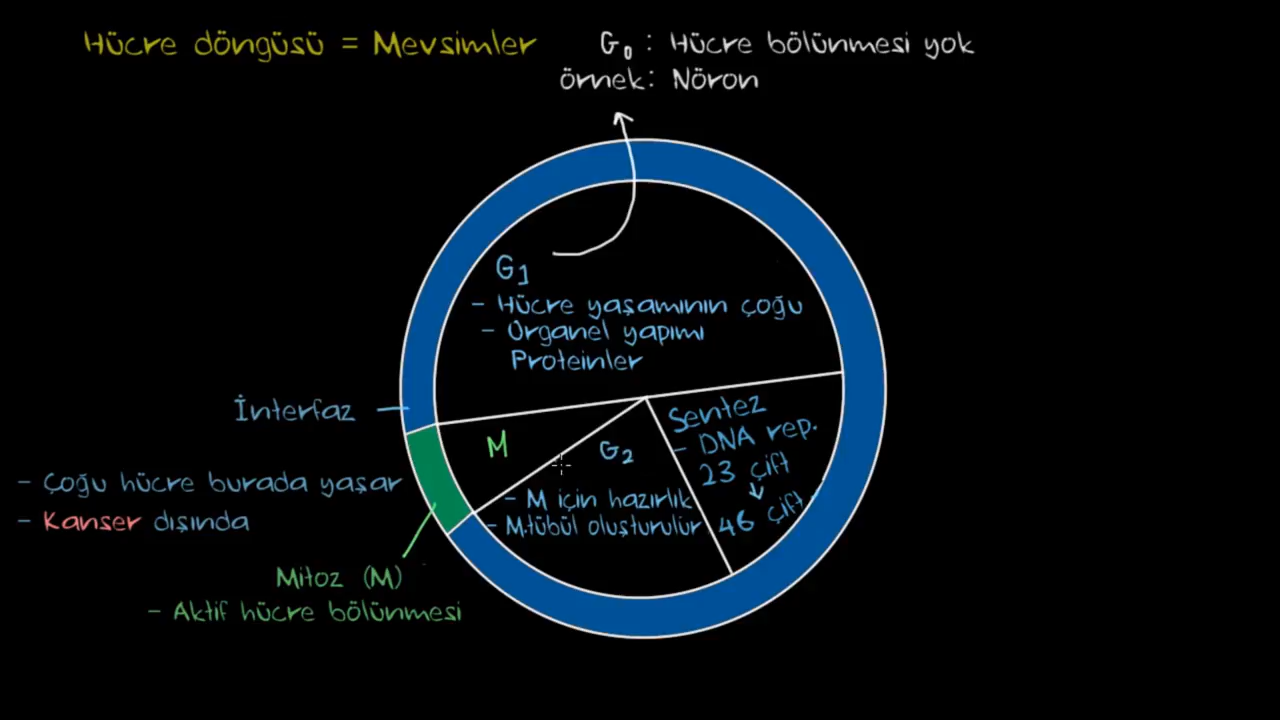 Hücre döngüsü = Mevsimler
G0 : Hücre bölünmesi yok
örnek: Nöron
G1
- Hücre yaşamının çoğu
- Organel yapımı
Proteinler
İnterfaz
- Çoğu hücre burada yaşar
- Kanser dışında
M
G2
- M için hazırlık
- M.tübül oluşturulur
Sentez
- DNA rep.
23 çift
46 çift
Mitoz (M)
- Aktif hücre bölünmesi